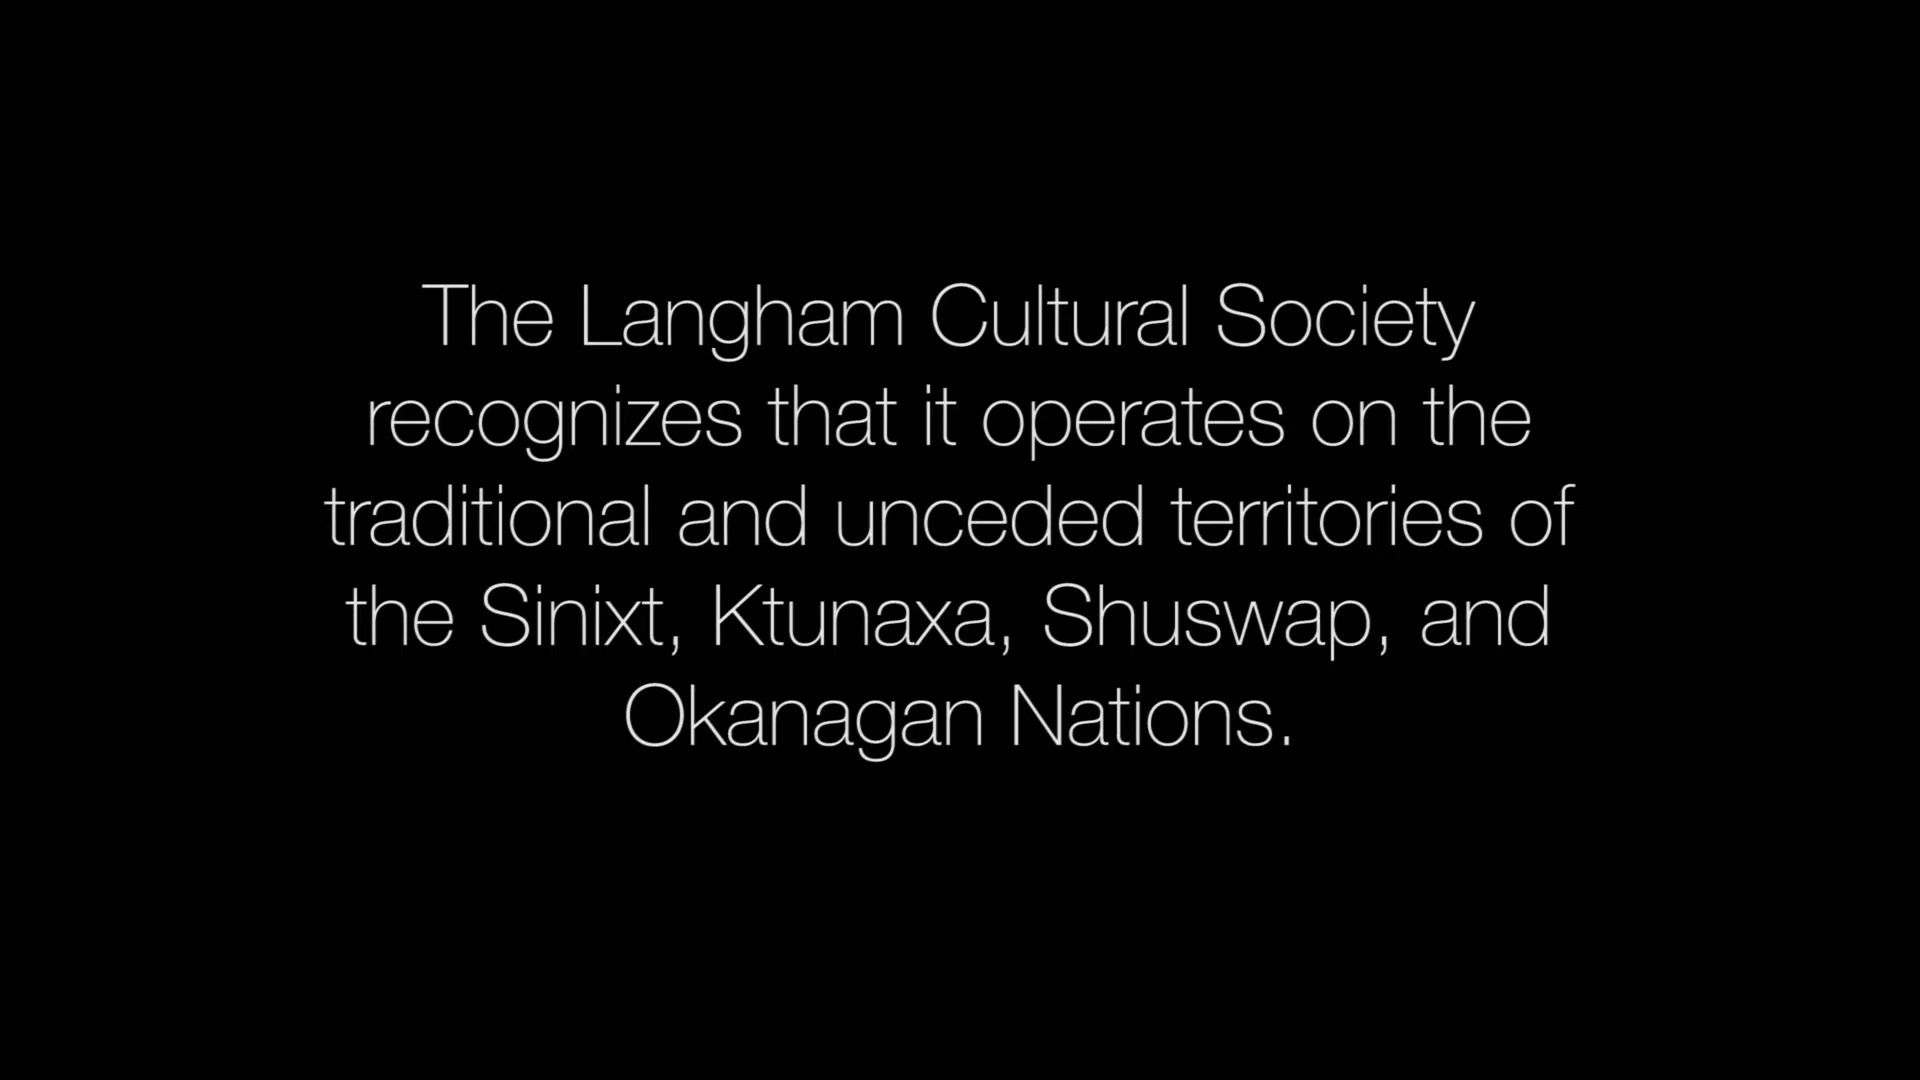 The Langham Cultural Society
recognizes that it operates on the
traditional and unceded territories of
the Sinixt, Ktunaxa, Shuswap, and
Okanagan Nations.